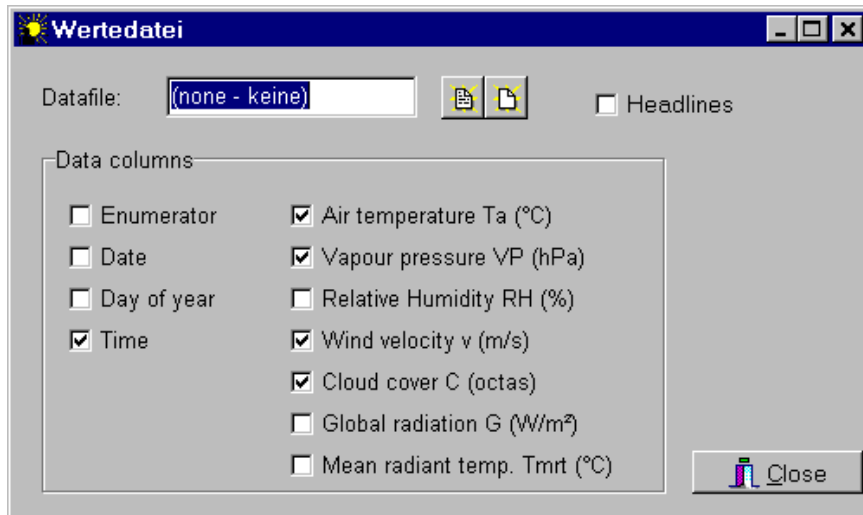 Wertedatei
Datafile: (none - keine) Headlines
Data columns
Enumerator Air temperature Ta (°C)
Date Vapour pressure VP (hPa)
Day of year Relative Humidity RH (%)
Time Wind velocity v (m/s)
Cloud cover C (octas)
Global radiation G (W/m²)
Mean radiant temp. Tmrt (°C)
Close